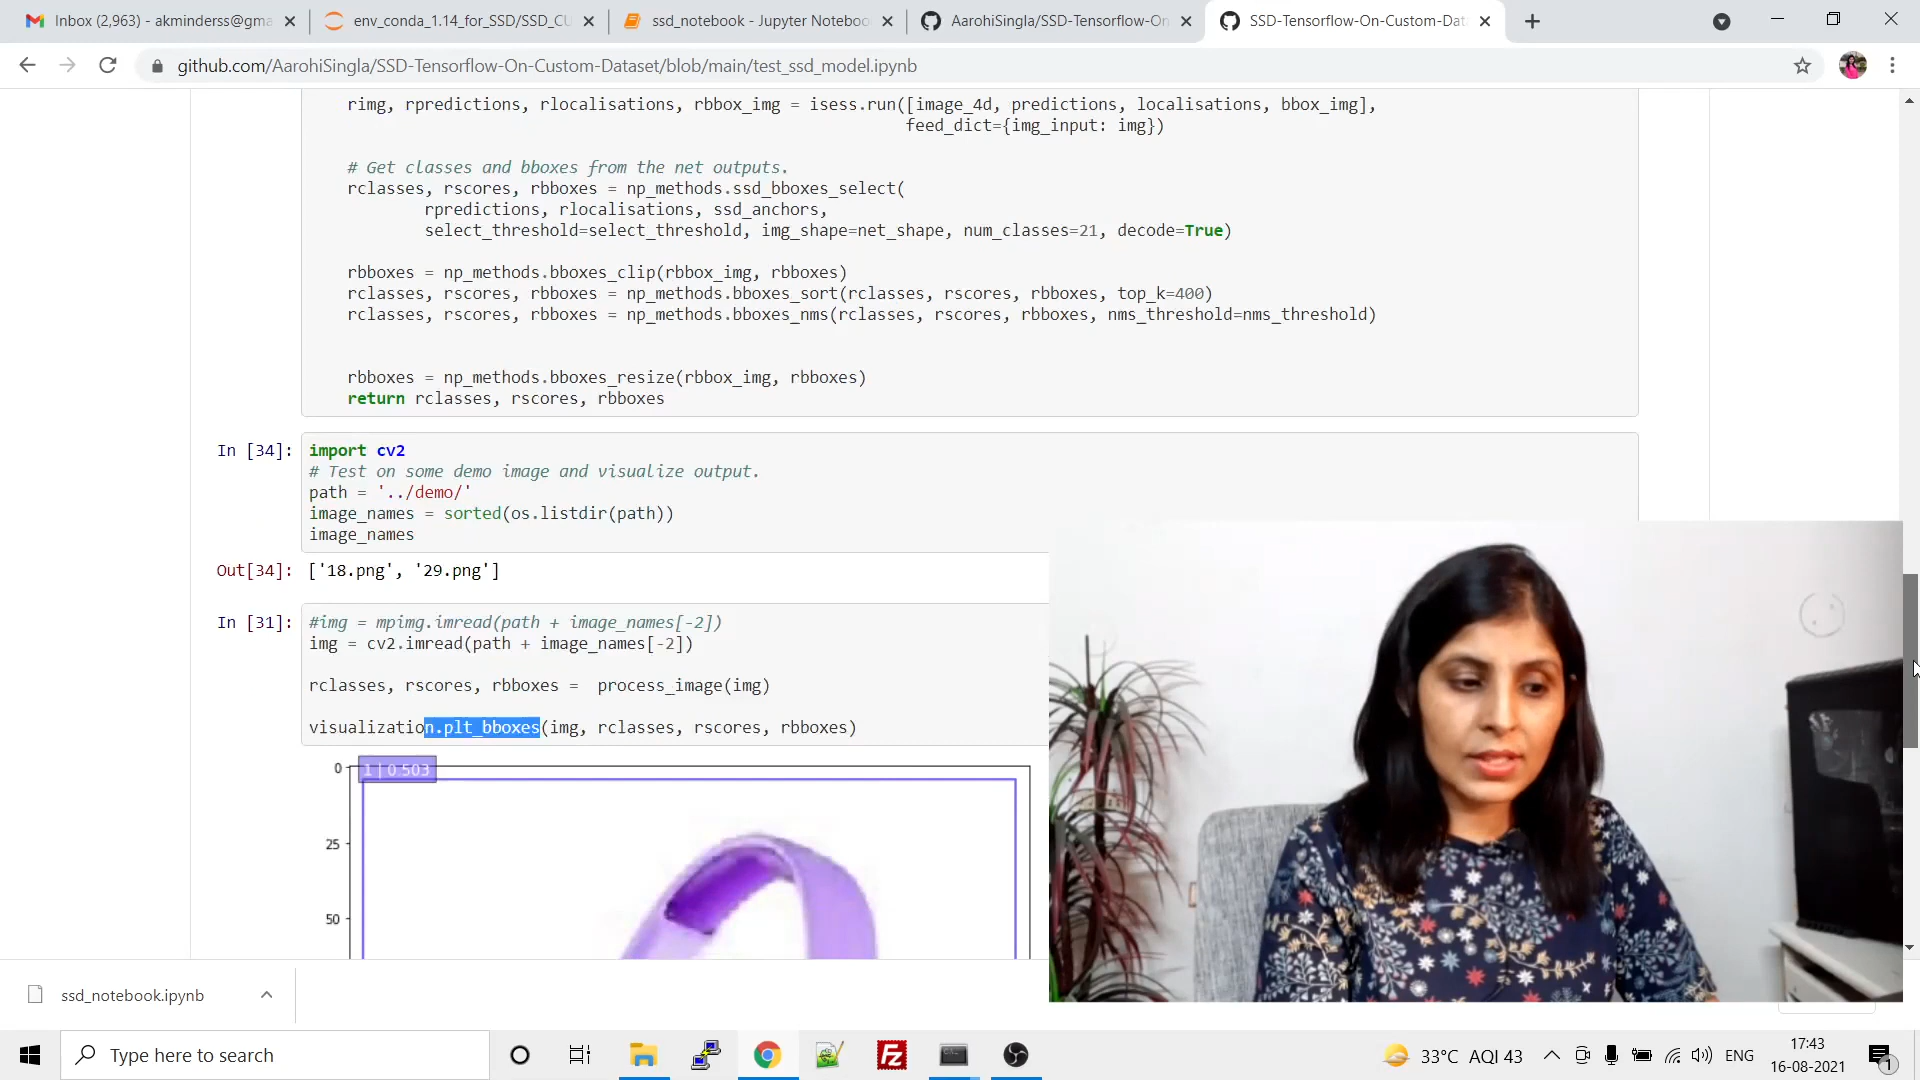 Inbox (2,963) - akminderss@gma
env_conda_1.14_for_SSD/SSD_CU
ssd_notebook - Jupyter Noteboo
AarohiSingla/SSD-Tensorflow-On
SSD-Tensorflow-On-Custom-Dat
github.com/AarohiSingla/SSD-Tensorflow-On-Custom-Dataset/blob/main/test_ssd_model.ipynb
rimg, rpredictions, rlocalisations, rbbox_img = isess.run([image_4d, predictions, localisations, bbox_img],
feed_dict={img_input: img})
# Get classes and bboxes from the net outputs.
rclasses, rscores, rbboxes = np_methods.ssd_bboxes_select(
rpredictions, rlocalisations, ssd_anchors,
select_threshold=select_threshold, img_shape=net_shape, num_classes=21, decode=True)
rbboxes = np_methods.bboxes_clip(rbbox_img, rbboxes)
rclasses, rscores, rbboxes = np_methods.bboxes_sort(rclasses, rscores, rbboxes, top_k=400)
rclasses, rscores, rbboxes = np_methods.bboxes_nms(rclasses, rscores, rbboxes, nms_threshold=nms_threshold)
rbboxes = np_methods.bboxes_resize(rbbox_img, rbboxes)
return rclasses, rscores, rbboxes
In [34]: import cv2
# Test on some demo image and visualize output.
path = '../demo/'
image_names = sorted(os.listdir(path))
image_names
Out[34]: ['18.png', '29.png']
In [31]: #img = mpimg.imread(path + image_names[-2])
img = cv2.imread(path + image_names[-2])
rclasses, rscores, rbboxes =  process_image(img)
visualization.plt_bboxes(img, rclasses, rscores, rbboxes)
0
1 | 0.503
25
50
ssd_notebook.ipynb
Type here to search
33°C AQI 43
ENG
17:43
16-08-2021
1